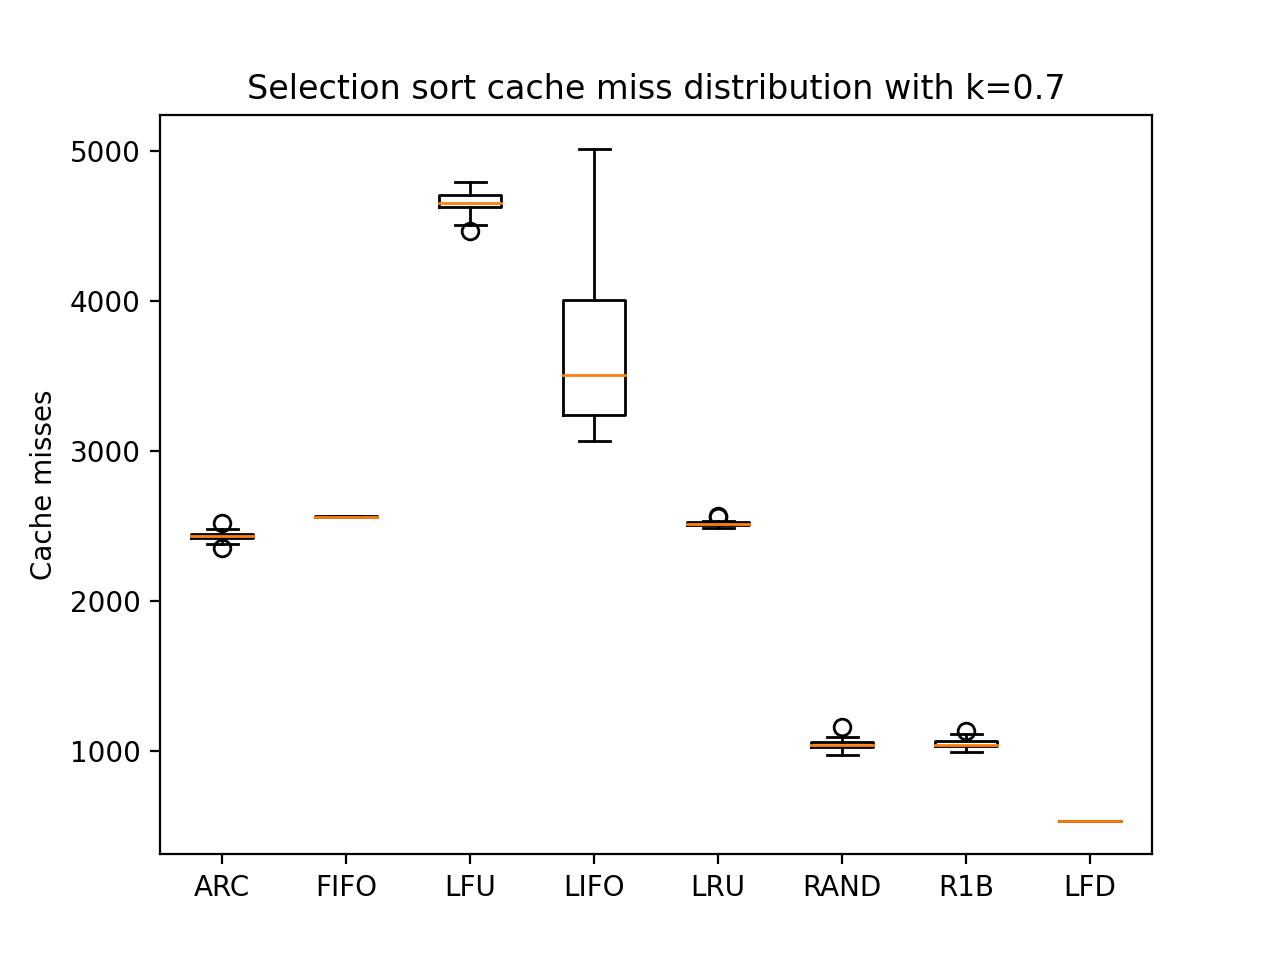 Selection sort cache miss distribution with k=0.7
5000
4000
3000
2000
1000
Cache misses
ARC FIFO LFU LIFO LRU RAND R1B LFD